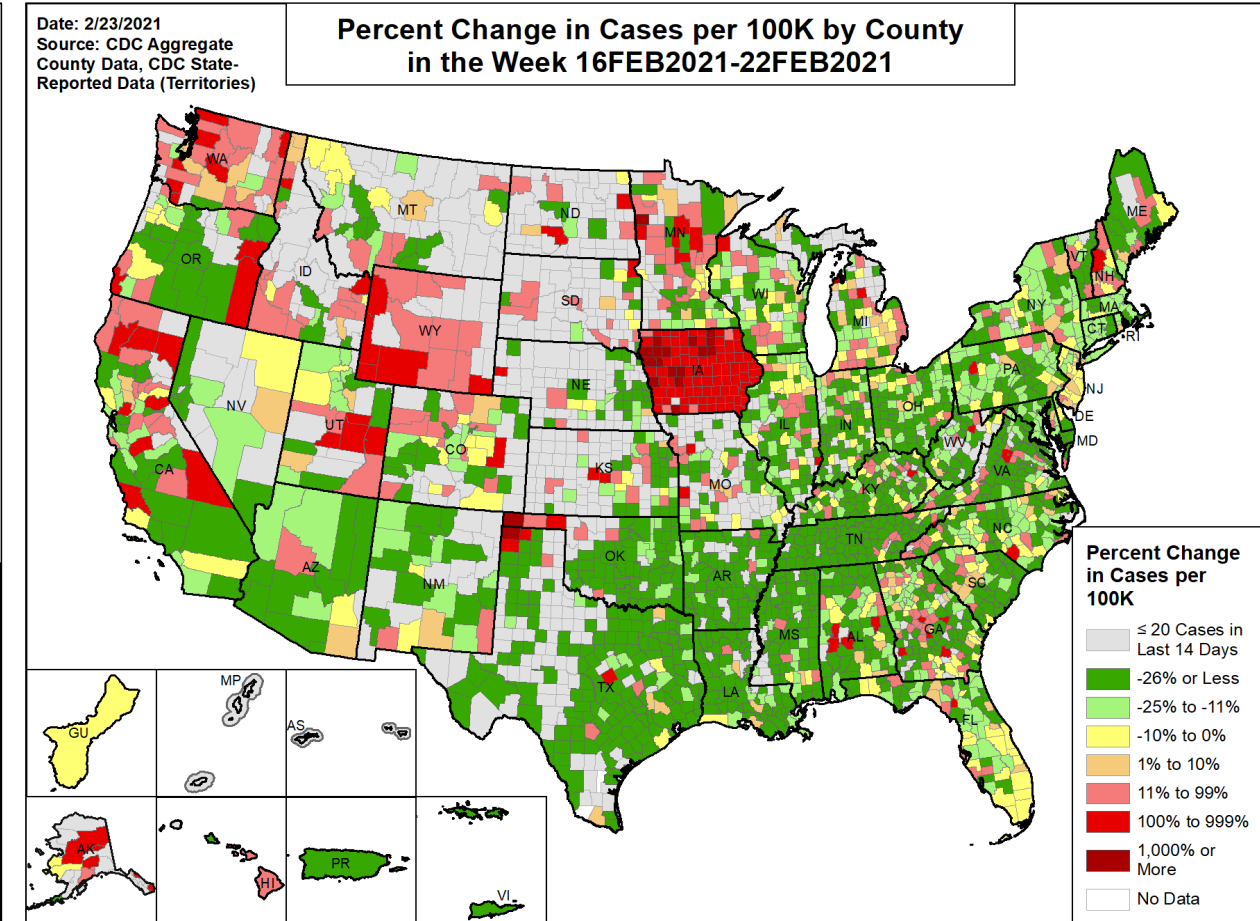 Date: 2/23/2021
Source: CDC Aggregate
County Data, CDC State-
Reported Data (Territories)
Percent Change in Cases per 100K by County
in the Week 16FEB2021-22FEB2021
WA
MT
ND
MN
ME
OR
ID
WY
SD
WI
MI
VT
NH
NY
MA
CT
RI
NV
UT
CO
NE
IA
IL
IN
OH
PA
NJ
DE
MD
WV
VA
CA
KS
MO
KY
NC
TN
AZ
NM
OK
AR
SC
MS
AL
GA
TX
LA
FL
GU
MP
AS
AK
HI
PR
VI
Percent Change
in Cases per
100K
≤ 20 Cases in
Last 14 Days
-26% or Less
-25% to -11%
-10% to 0%
1% to 10%
11% to 99%
100% to 999%
1,000% or
More
No Data